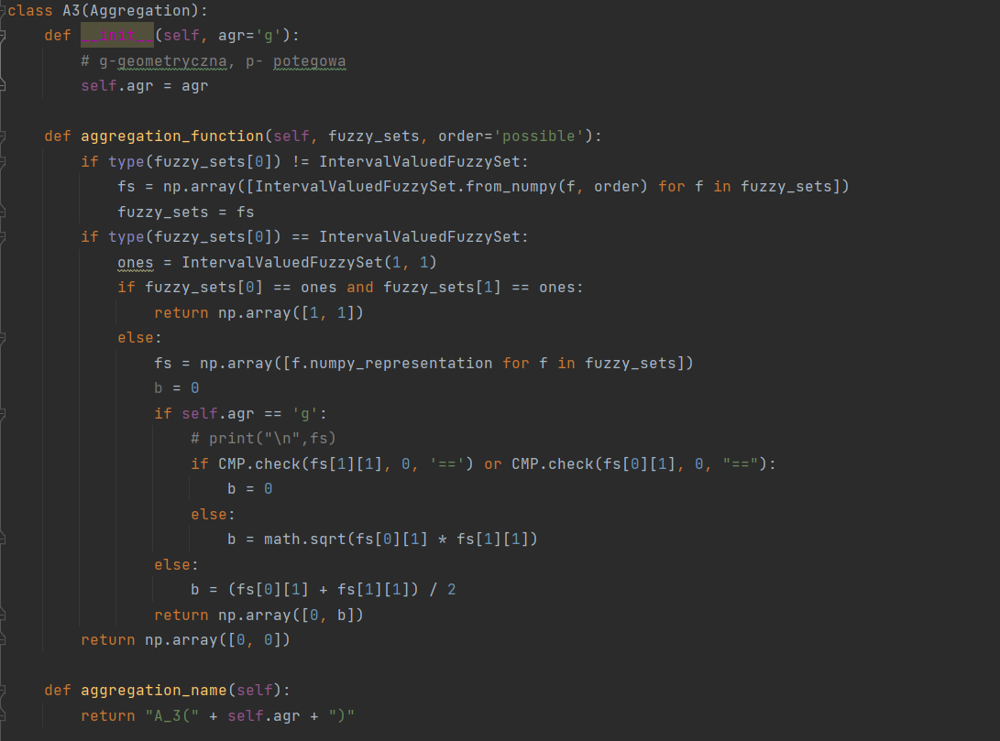 class A3(Aggregation):
    def __init__(self, agr='g'):
        # g-geometryczna, p- potegowa
        self.agr = agr

    def aggregation_function(self, fuzzy_sets, order='possible'):
        if type(fuzzy_sets[0]) != IntervalValuedFuzzySet:
            fs = np.array([IntervalValuedFuzzySet.from_numpy(f, order) for f in fuzzy_sets])
            fuzzy_sets = fs
        if type(fuzzy_sets[0]) == IntervalValuedFuzzySet:
            ones = IntervalValuedFuzzySet(1, 1)
            if fuzzy_sets[0] == ones and fuzzy_sets[1] == ones:
                return np.array([1, 1])
            else:
                fs = np.array([f.numpy_representation for f in fuzzy_sets])
                b = 0
                if self.agr == 'g':
                    # print("\n",fs)
                    if CMP.check(fs[1][1], 0, '==') or CMP.check(fs[0][1], 0, "=="):
                        b = 0
                    else:
                        b = math.sqrt(fs[0][1] * fs[1][1])
                else:
                    b = (fs[0][1] + fs[1][1]) / 2
                return np.array([0, b])
        return np.array([0, 0])

    def aggregation_name(self):
        return "A_3(" + self.agr + ")"